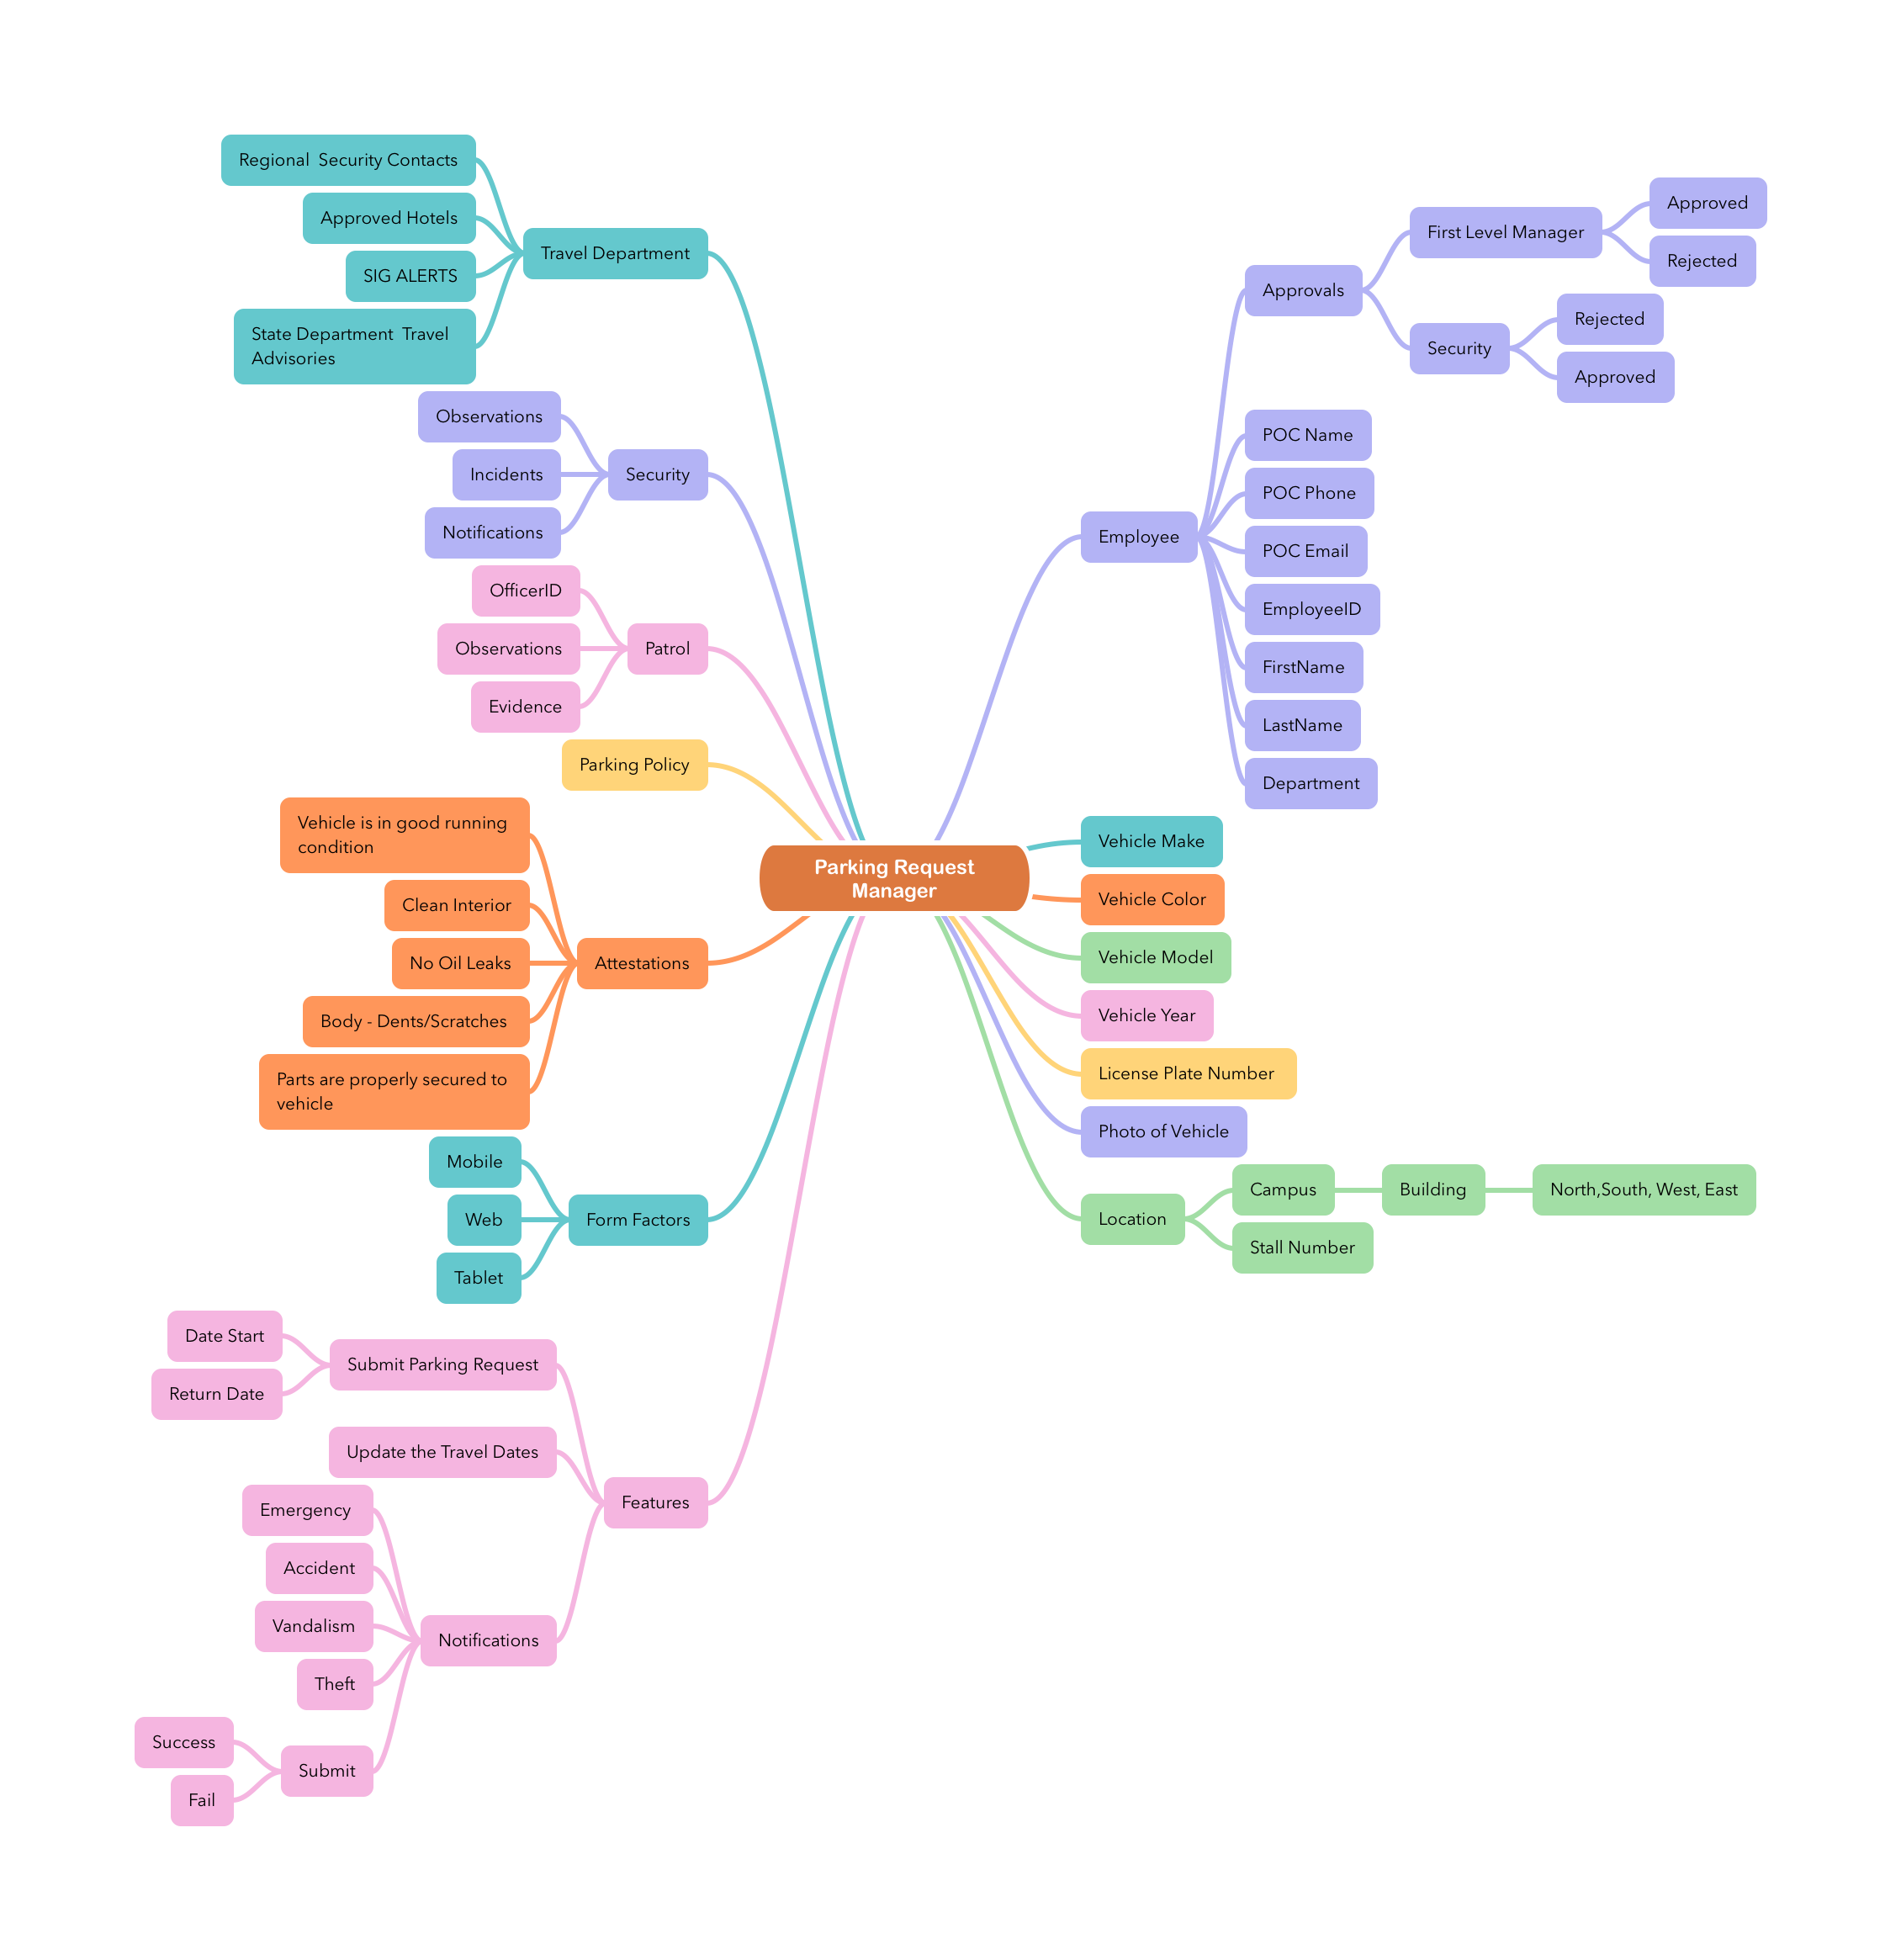 Regional  Security Contacts
Approved Hotels
SIG ALERTS
State Department  Travel
Advisories
Travel Department
Observations
Incidents
Notifications
Security
OfficerID
Observations
Evidence
Patrol
Parking Policy
Vehicle is in good running
condition
Clean Interior
No Oil Leaks
Body - Dents/Scratches
Parts are properly secured to
vehicle
Attestations
Mobile
Web
Tablet
Form Factors
Date Start
Return Date
Submit Parking Request
Update the Travel Dates
Emergency
Accident
Vandalism
Theft
Success
Fail
Submit
Notifications
Features
Parking Request
Manager
Employee
Approvals
First Level Manager
Approved
Rejected
Security
Rejected
Approved
POC Name
POC Phone
POC Email
EmployeeID
FirstName
LastName
Department
Vehicle Make
Vehicle Color
Vehicle Model
Vehicle Year
License Plate Number
Photo of Vehicle
Location
Campus
Building
North,South, West, East
Stall Number